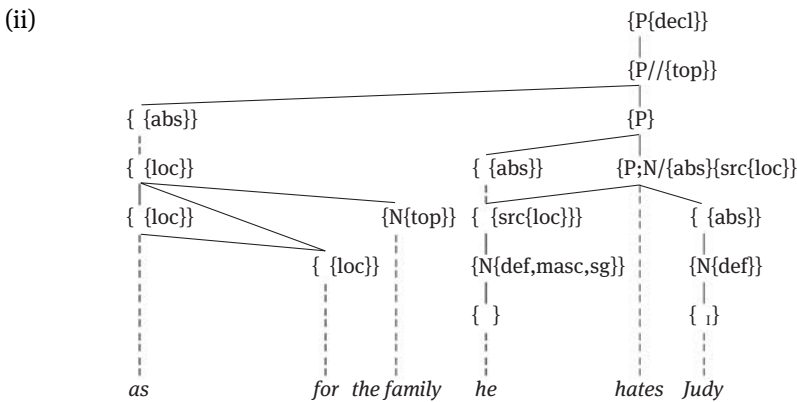 (ii)
{P{decl}}
{P//{top}}
{ {abs}}
{P}
{ {loc}}
{ {abs}}
{P;N/{abs}{src{loc}}
{ {loc}}
{N{top}}
{ {src{loc}}}
{ {abs}}
{ {loc}}
{N{def,masc,sg}}
{N{def}}
{ }
{ I}
as for the family he hates Judy